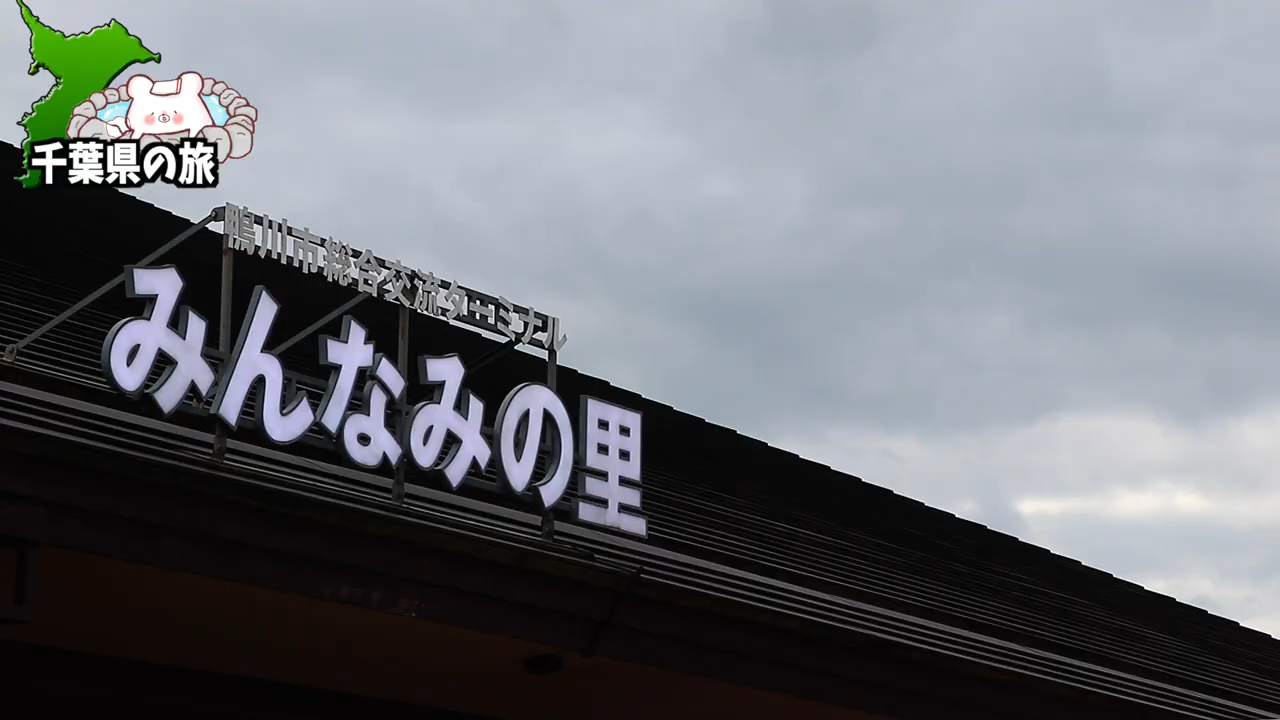 千葉県の旅
鴨川市総合交流ターミナル
みんなみの里